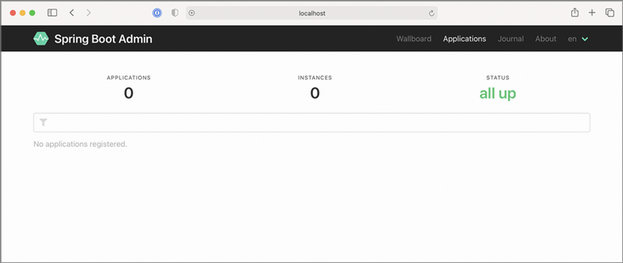 localhost
Spring Boot Admin
Wallboard Applications Journal About en
APPLICATIONS INSTANCES STATUS
0 0 all up
No applications registered.